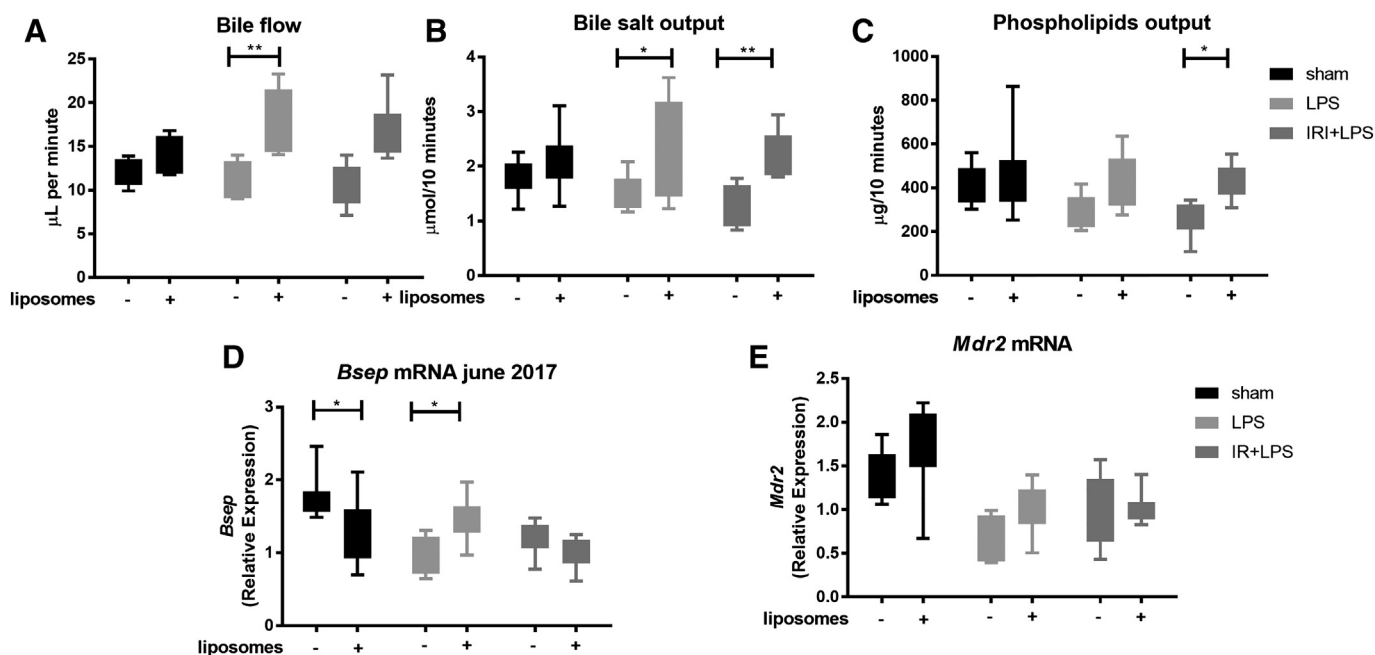 A
Bile flow
**
μL per minute
25
20
15
10
5
0
liposomes - + - + - +
B
Bile salt output
*
**
μmol/10 minutes
4
3
2
1
0
liposomes - + - + - +
C
Phospholipids output
*
μg/10 minutes
1000
800
600
400
200
0
liposomes - + - + - +
sham
LPS
IRI+LPS
D
Bsep mRNA june 2017
*
*
Bsep
(Relative Expression)
3
2
1
0
liposomes - + - + - +
E
Mdr2 mRNA
Mdr2
(Relative Expression)
2.5
2.0
1.5
1.0
0.5
0.0
liposomes - + - + - +
sham
LPS
IR+LPS